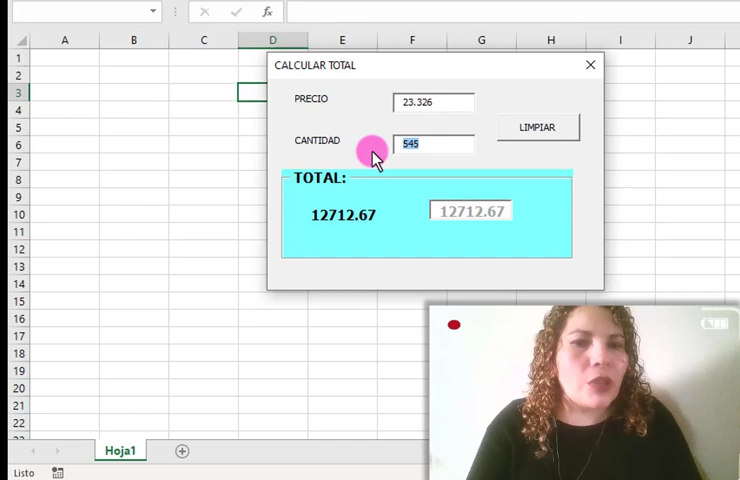 fx
A B C D E F G H I J
1
2
3
4
5
6
7
8
9
10
11
12
13
14
15
16
17
18
19
20
21
22
CALCULAR TOTAL
PRECIO 23.326
CANTIDAD 545
LIMPIAR
TOTAL:
12712.67 12712.67
Hoja1
Listo